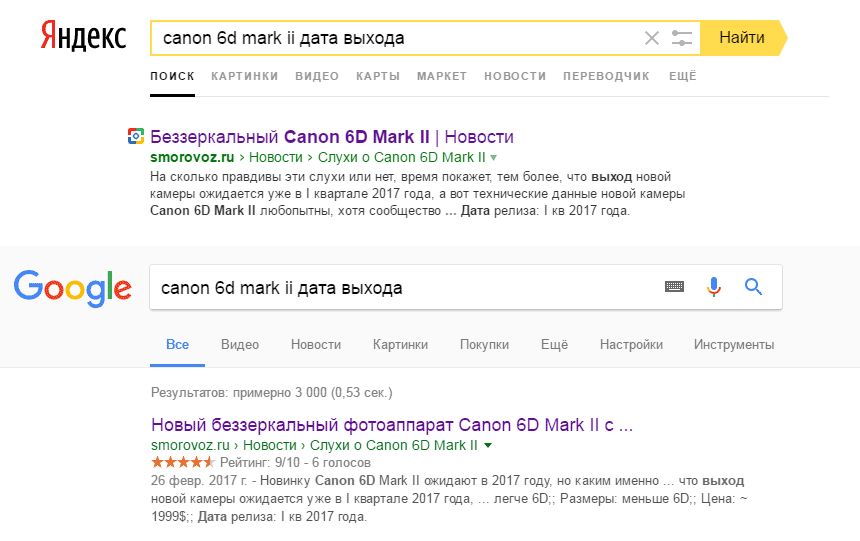 Яндекс
canon 6d mark ii дата выхода
Найти
ПОИСК КАРТИНКИ ВИДЕО КАРТЫ МАРКЕТ НОВОСТИ ПЕРЕВОДЧИК ЕЩЁ
Беззеркальный Canon 6D Mark II | Новости
smorovoz.ru › Новости › Слухи о Canon 6D Mark II
На сколько правдивы эти слухи или нет, время покажет, тем более, что выход новой
камеры ожидается уже в I квартале 2017 года, а вот технические данные новой камеры
Canon 6D Mark II любопытны, хотя сообщество ... Дата релиза: I кв 2017 года.
Google
canon 6d mark ii дата выхода
Все Видео Новости Картинки Покупки Ещё Настройки Инструменты
Результатов: примерно 3 000 (0,53 сек.)
Новый беззеркальный фотоаппарат Canon 6D Mark II с ...
smorovoz.ru › Новости › Слухи о Canon 6D Mark II
Рейтинг: 9/10 - 6 голосов
26 февр. 2017 г. - Новинку Canon 6D Mark II ожидают в 2017 году, но каким именно ... что выход
новой камеры ожидается уже в I квартале 2017 года, ... легче 6D;; Размеры: меньше 6D;; Цена: ~
1999$;; Дата релиза: I кв 2017 года.